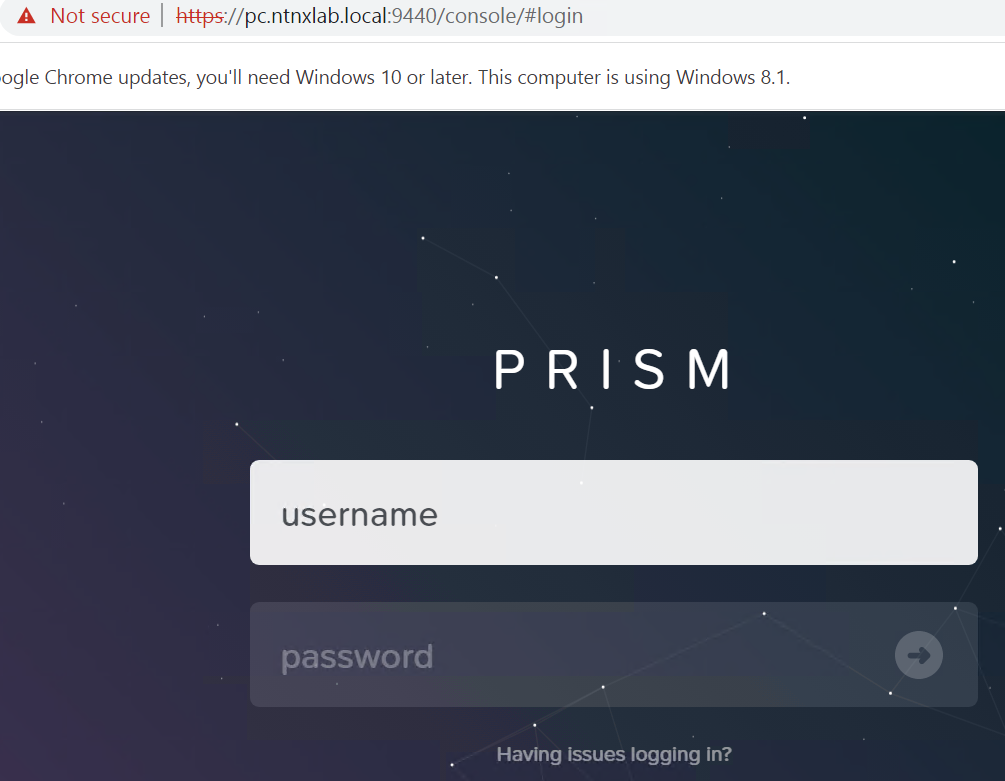 Not secure | https://pc.ntnxlab.local:9440/console/#login
ogle Chrome updates, you'll need Windows 10 or later. This computer is using Windows 8.1.
PRISM
username
password
Having issues logging in?